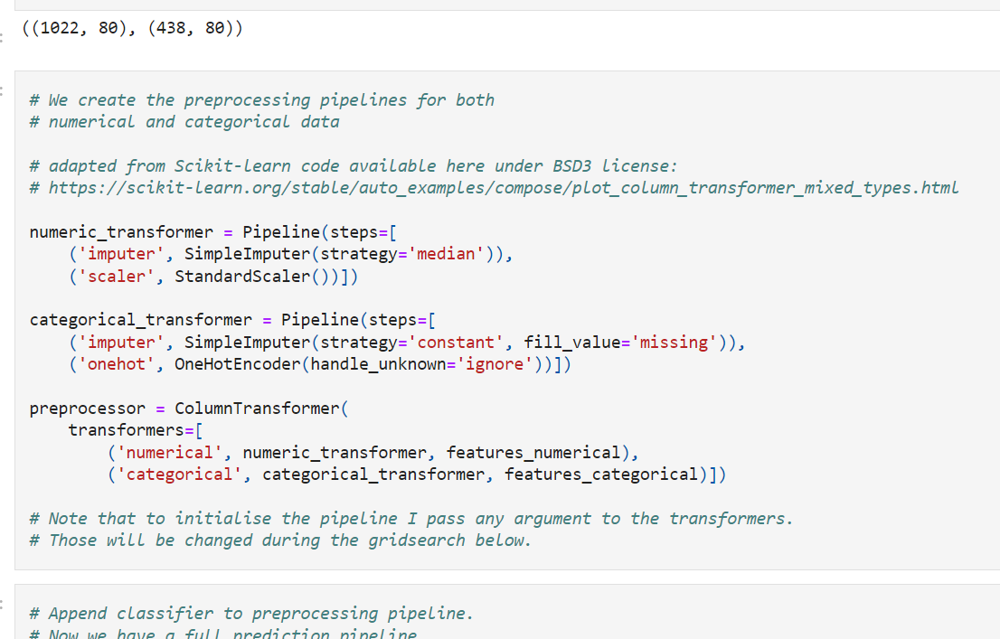 ((1022, 80), (438, 80))
# We create the preprocessing pipelines for both
# numerical and categorical data
# adapted from Scikit-learn code available here under BSD3 license:
# https://scikit-learn.org/stable/auto_examples/compose/plot_column_transformer_mixed_types.html
numeric_transformer = Pipeline(steps=[
    ('imputer', SimpleImputer(strategy='median')),
    ('scaler', StandardScaler())])
categorical_transformer = Pipeline(steps=[
    ('imputer', SimpleImputer(strategy='constant', fill_value='missing')),
    ('onehot', OneHotEncoder(handle_unknown='ignore'))])
preprocessor = ColumnTransformer(
    transformers=[
        ('numerical', numeric_transformer, features_numerical),
        ('categorical', categorical_transformer, features_categorical)])
# Note that to initialise the pipeline I pass any argument to the transformers.
# Those will be changed during the gridsearch below.
# Append classifier to preprocessing pipeline.
# Now we have a full prediction pipeline